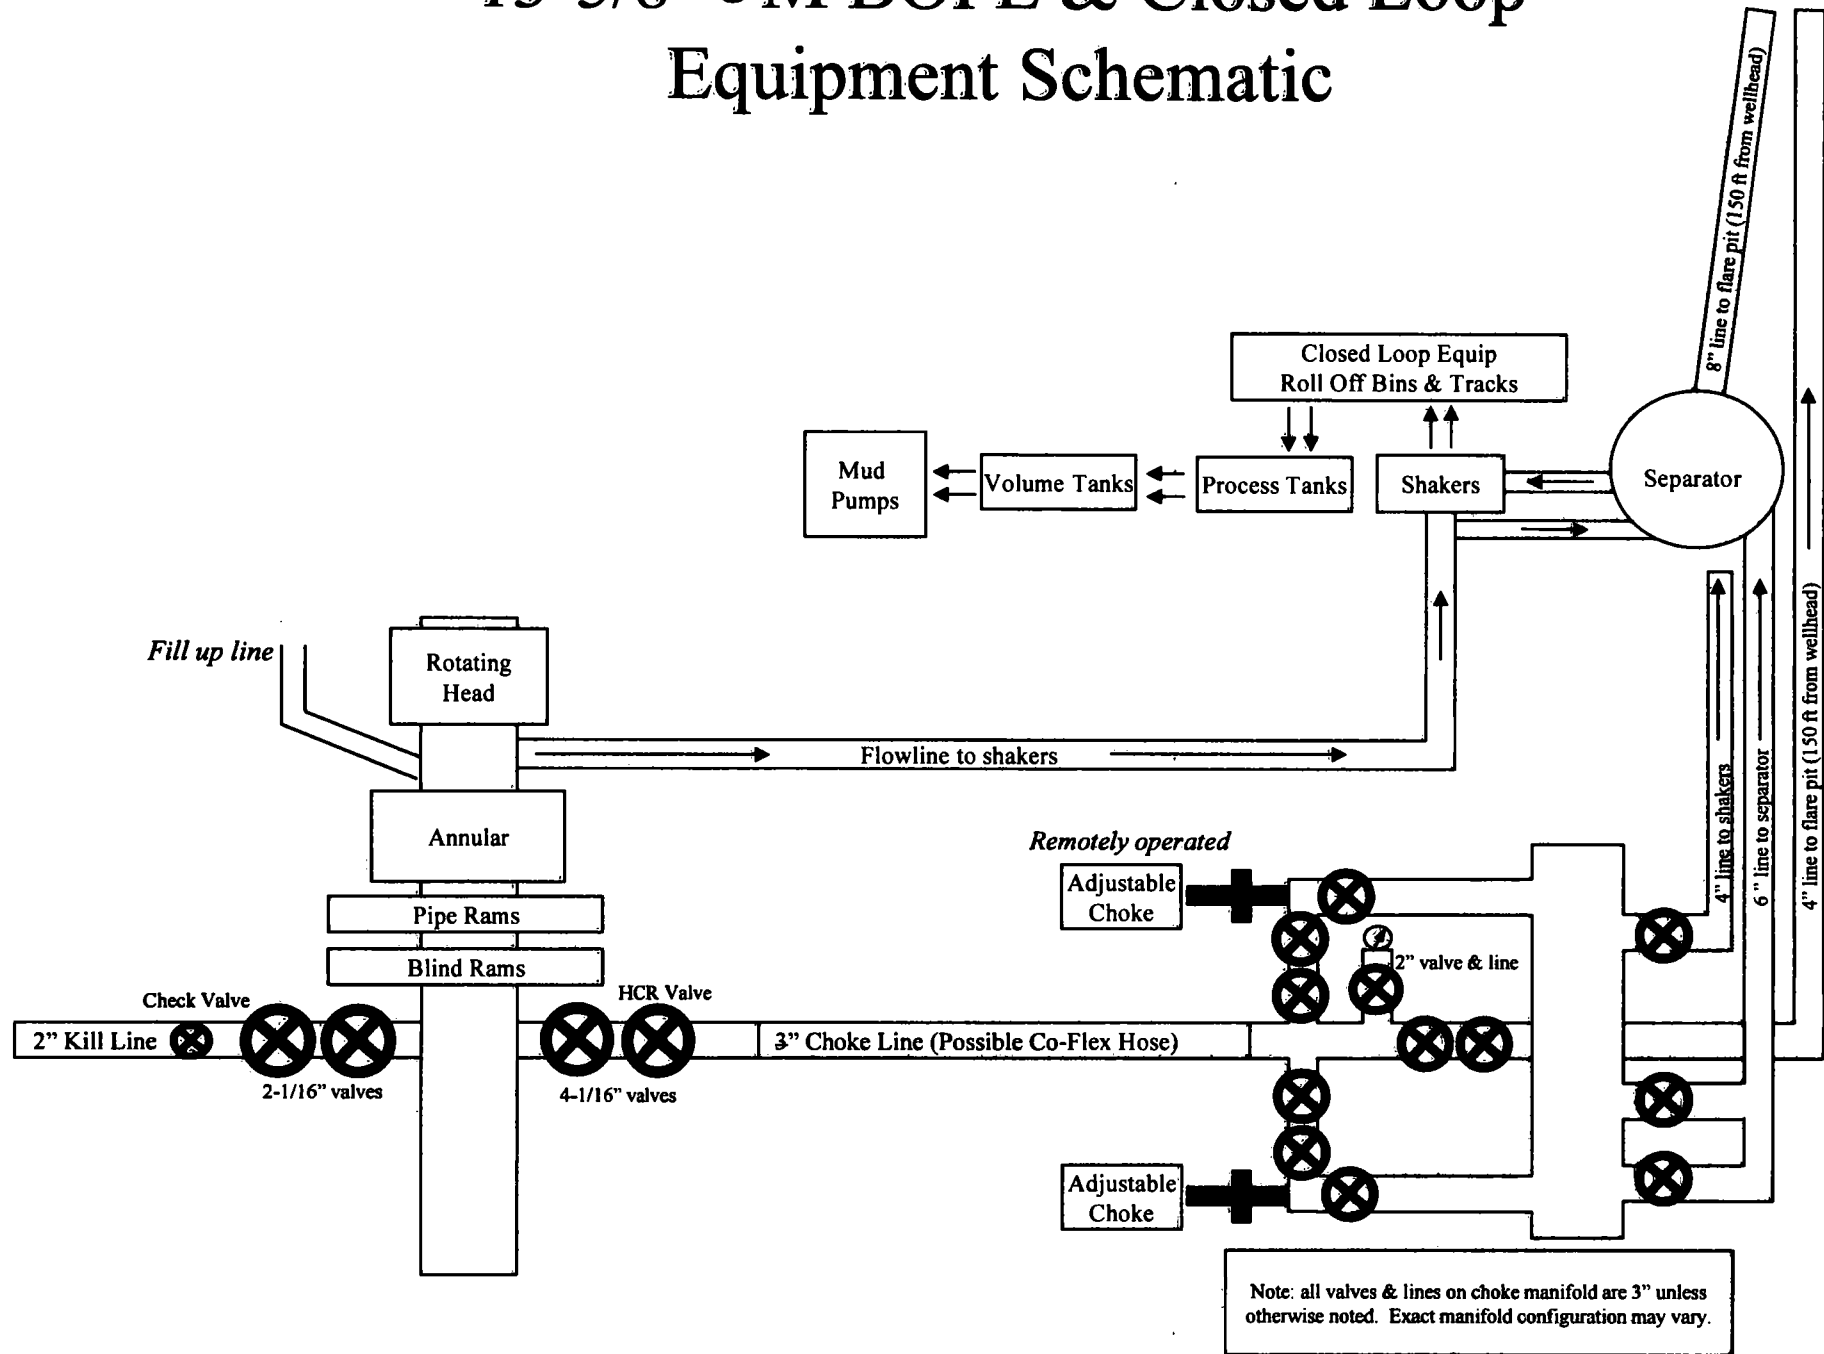 Equipment Schematic
8" line to flare pit (150 ft from wellhead)
Closed Loop Equip
Roll Off Bins & Tracks
Mud
Pumps
Volume Tanks
Process Tanks
Shakers
Separator
Fill up line
Rotating
Head
Flowline to shakers
Annular
Pipe Rams
Blind Rams
Remotely operated
Adjustable
Choke
4" line to shakers
6" line to separator
4" line to flare pit (150 ft from wellhead)
2" valve & line
Check Valve
HCR Valve
2" Kill Line
3" Choke Line (Possible Co-Flex Hose)
2-1/16" valves
4-1/16" valves
Adjustable
Choke
Note: all valves & lines on choke manifold are 3" unless
otherwise noted. Exact manifold configuration may vary.